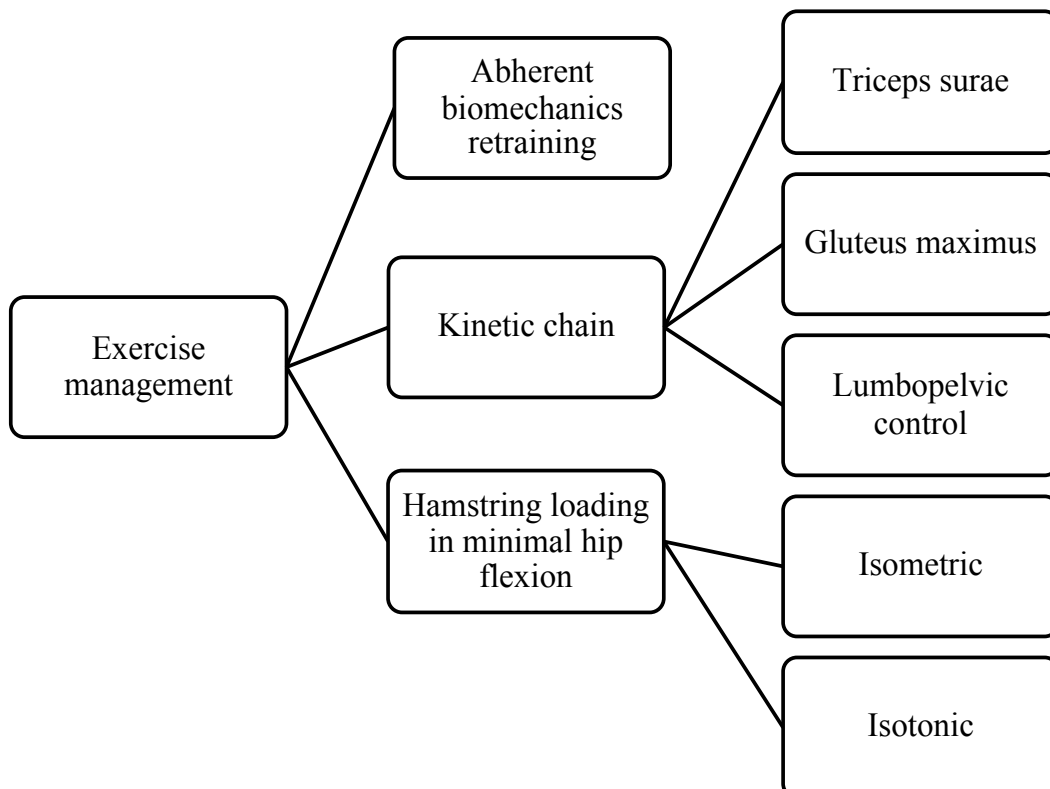 Exercise
management
Abherent
biomechanics
retraining
Kinetic chain
Hamstring loading
in minimal hip
flexion
Triceps surae
Gluteus maximus
Lumbopelvic
control
Isometric
Isotonic